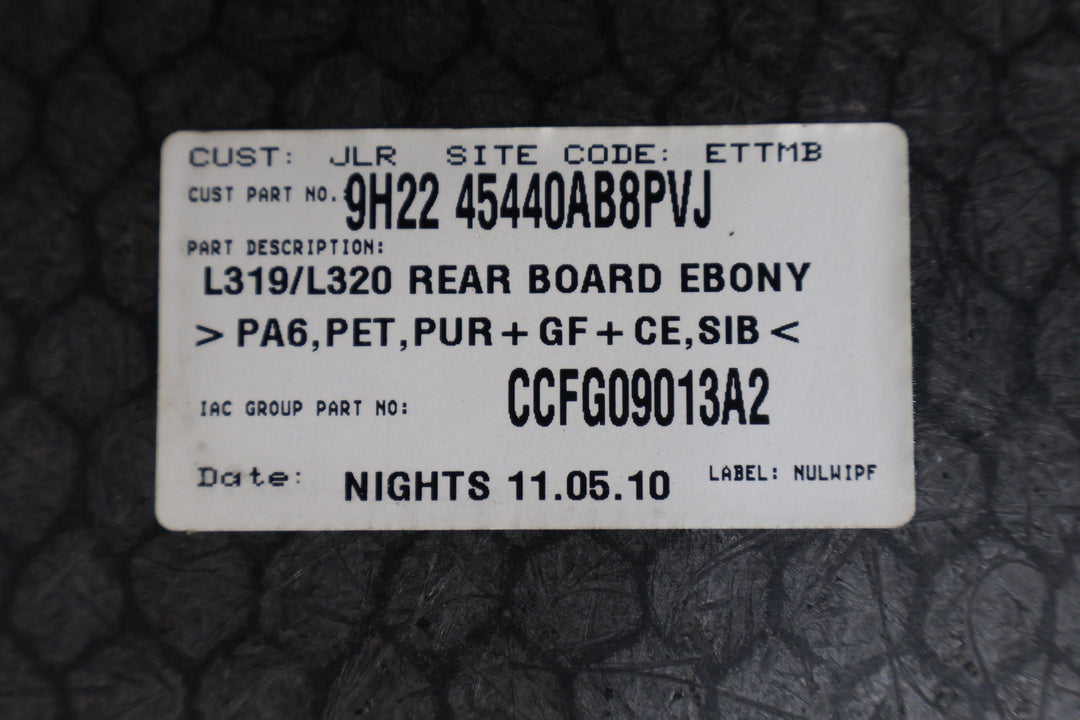 CUST: JLR SITE CODE: ETTMB
CUST PART NO. 9H22 45440AB8PVJ
PART DESCRIPTION:
L319/L320 REAR BOARD EBONY
> PA6,PET,PUR+GF+CE,SIB <
IAC GROUP PART NO: CCFG09013A2
Date: NIGHTS 11.05.10 LABEL: NULWIPF